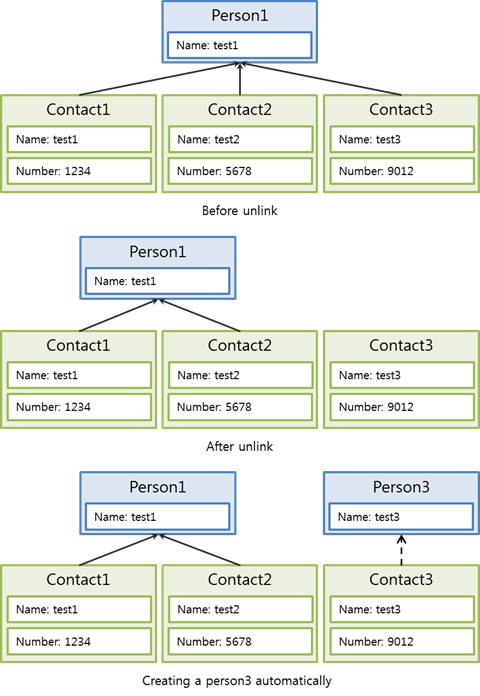 Person1
Name: test1
Contact1 Contact2 Contact3
Name: test1 Name: test2 Name: test3
Number: 1234 Number: 5678 Number: 9012
Before unlink
Person1
Name: test1
Contact1 Contact2 Contact3
Name: test1 Name: test2 Name: test3
Number: 1234 Number: 5678 Number: 9012
After unlink
Person1 Person3
Name: test1 Name: test3
Contact1 Contact2 Contact3
Name: test1 Name: test2 Name: test3
Number: 1234 Number: 5678 Number: 9012
Creating a person3 automatically